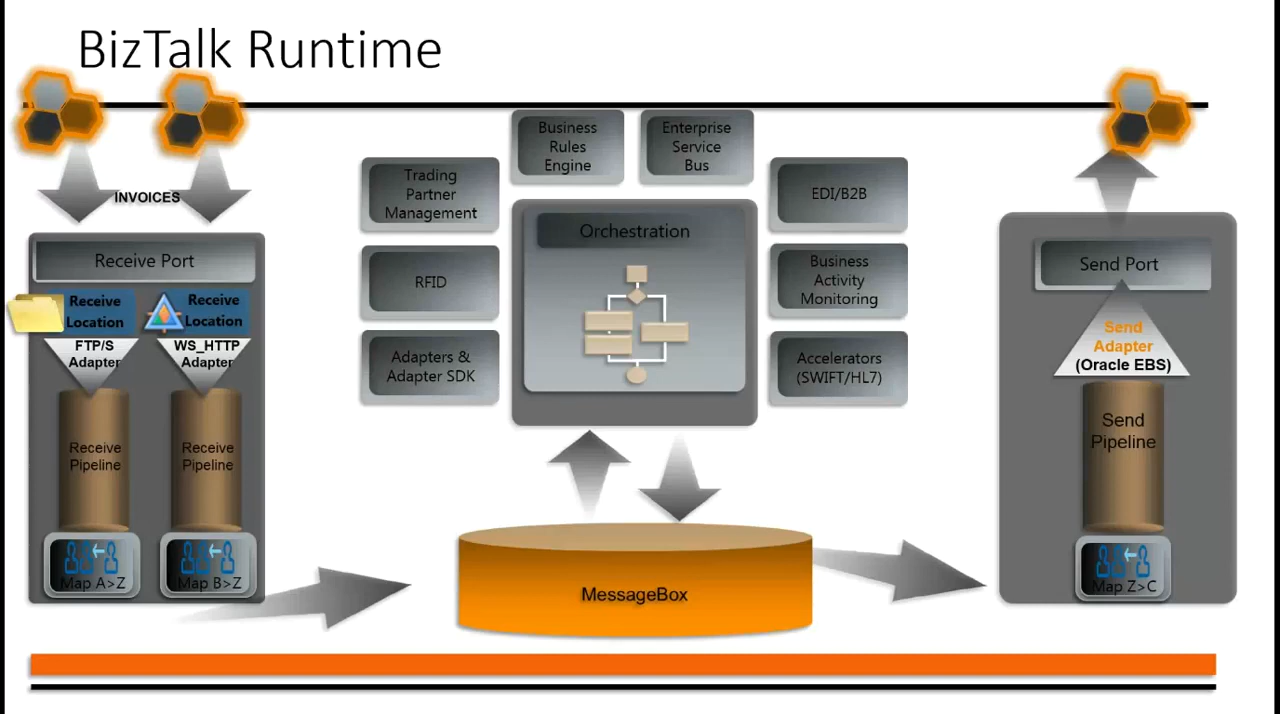 BizTalk Runtime
INVOICES
Receive Port
Receive
Location
Receive
Location
FTP/S
Adapter
WS_HTTP
Adapter
Receive
Pipeline
Receive
Pipeline
Map A>Z
Map B>Z
Trading
Partner
Management
RFID
Adapters &
Adapter SDK
Business
Rules
Engine
Enterprise
Service
Bus
Orchestration
EDI/B2B
Business
Activity
Monitoring
Accelerators
(SWIFT/HL7)
MessageBox
Send Port
Send
Adapter
(Oracle EBS)
Send
Pipeline
Map Z>C